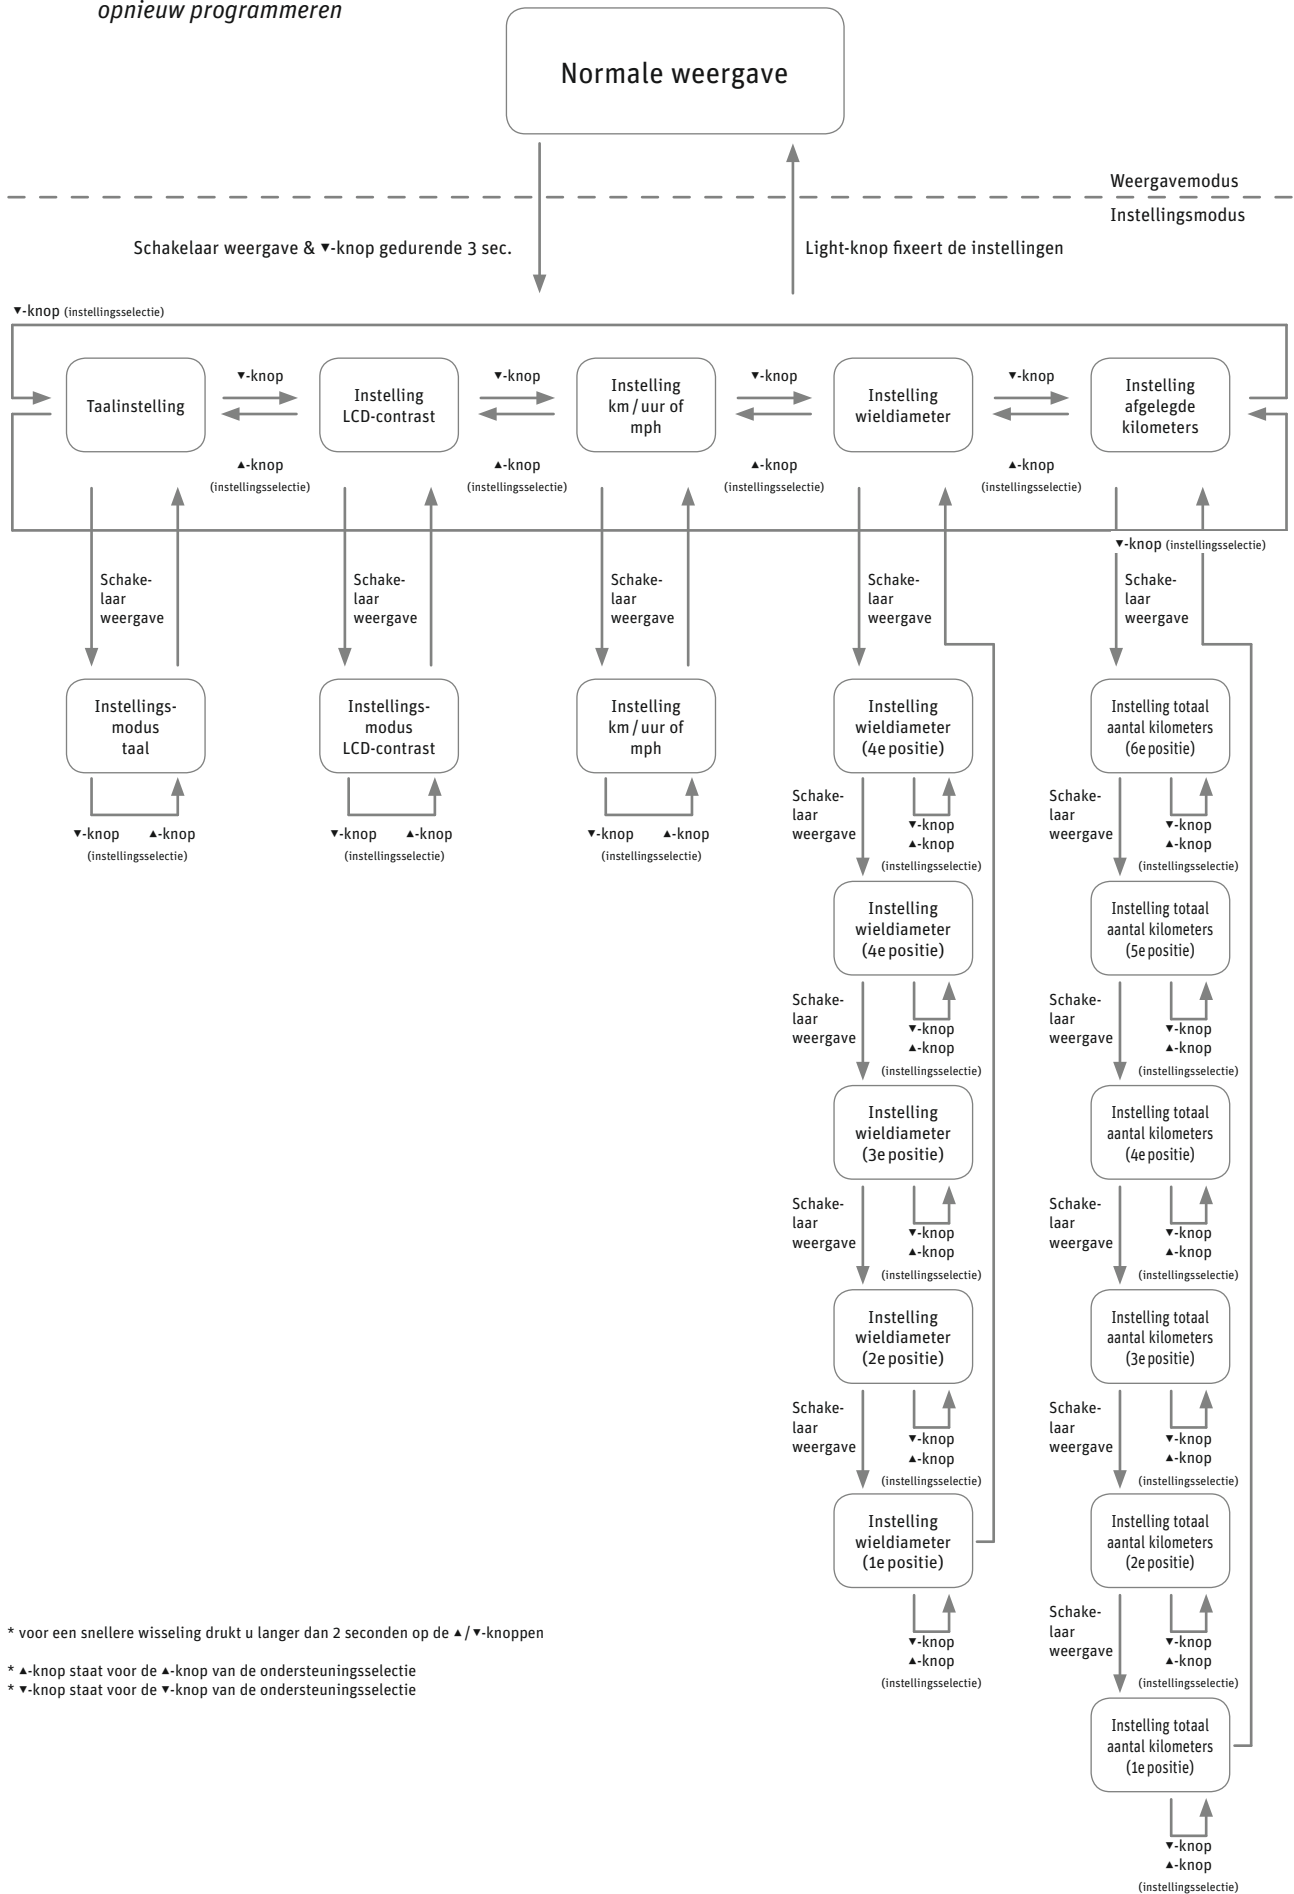 opnieuw programmeren
Normale weergave
Weergavemodus
Instellingsmodus
Schakelaar weergave & ▼-knop gedurende 3 sec.
Light-knop fixeert de instellingen
▼-knop (instellingsselectie)
Taalinstelling
▼-knop
▲-knop
(instellingsselectie)
Instelling
LCD-contrast
▼-knop
▲-knop
(instellingsselectie)
Instelling
km / uur of
mph
▼-knop
▲-knop
(instellingsselectie)
Instelling
wieldiameter
▼-knop
▲-knop
(instellingsselectie)
Instelling
afgelegde
kilometers
▼-knop (instellingsselectie)
Schake-
laar
weergave
Schake-
laar
weergave
Schake-
laar
weergave
Schake-
laar
weergave
Schake-
laar
weergave
Instellings-
modus
taal
▼-knop ▲-knop
(instellingsselectie)
Instellings-
modus
LCD-contrast
▼-knop ▲-knop
(instellingsselectie)
Instelling
km / uur of
mph
▼-knop ▲-knop
(instellingsselectie)
Instelling
wieldiameter
(4e positie)
Schake-
laar
weergave
▼-knop
▲-knop
(instellingsselectie)
Instelling
wieldiameter
(4e positie)
Schake-
laar
weergave
▼-knop
▲-knop
(instellingsselectie)
Instelling
wieldiameter
(3e positie)
Schake-
laar
weergave
▼-knop
▲-knop
(instellingsselectie)
Instelling
wieldiameter
(2e positie)
Schake-
laar
weergave
▼-knop
▲-knop
(instellingsselectie)
Instelling
wieldiameter
(1e positie)
▼-knop
▲-knop
(instellingsselectie)
Instelling totaal
aantal kilometers
(6e positie)
Schake-
laar
weergave
▼-knop
▲-knop
(instellingsselectie)
Instelling totaal
aantal kilometers
(5e positie)
Schake-
laar
weergave
▼-knop
▲-knop
(instellingsselectie)
Instelling totaal
aantal kilometers
(4e positie)
Schake-
laar
weergave
▼-knop
▲-knop
(instellingsselectie)
Instelling totaal
aantal kilometers
(3e positie)
Schake-
laar
weergave
▼-knop
▲-knop
(instellingsselectie)
Instelling totaal
aantal kilometers
(2e positie)
Schake-
laar
weergave
▼-knop
▲-knop
(instellingsselectie)
Instelling totaal
aantal kilometers
(1e positie)
▼-knop
▲-knop
(instellingsselectie)
* voor een snellere wisseling drukt u langer dan 2 seconden op de ▲/▼-knoppen
* ▲-knop staat voor de ▲-knop van de ondersteuningsselectie
* ▼-knop staat voor de ▼-knop van de ondersteuningsselectie